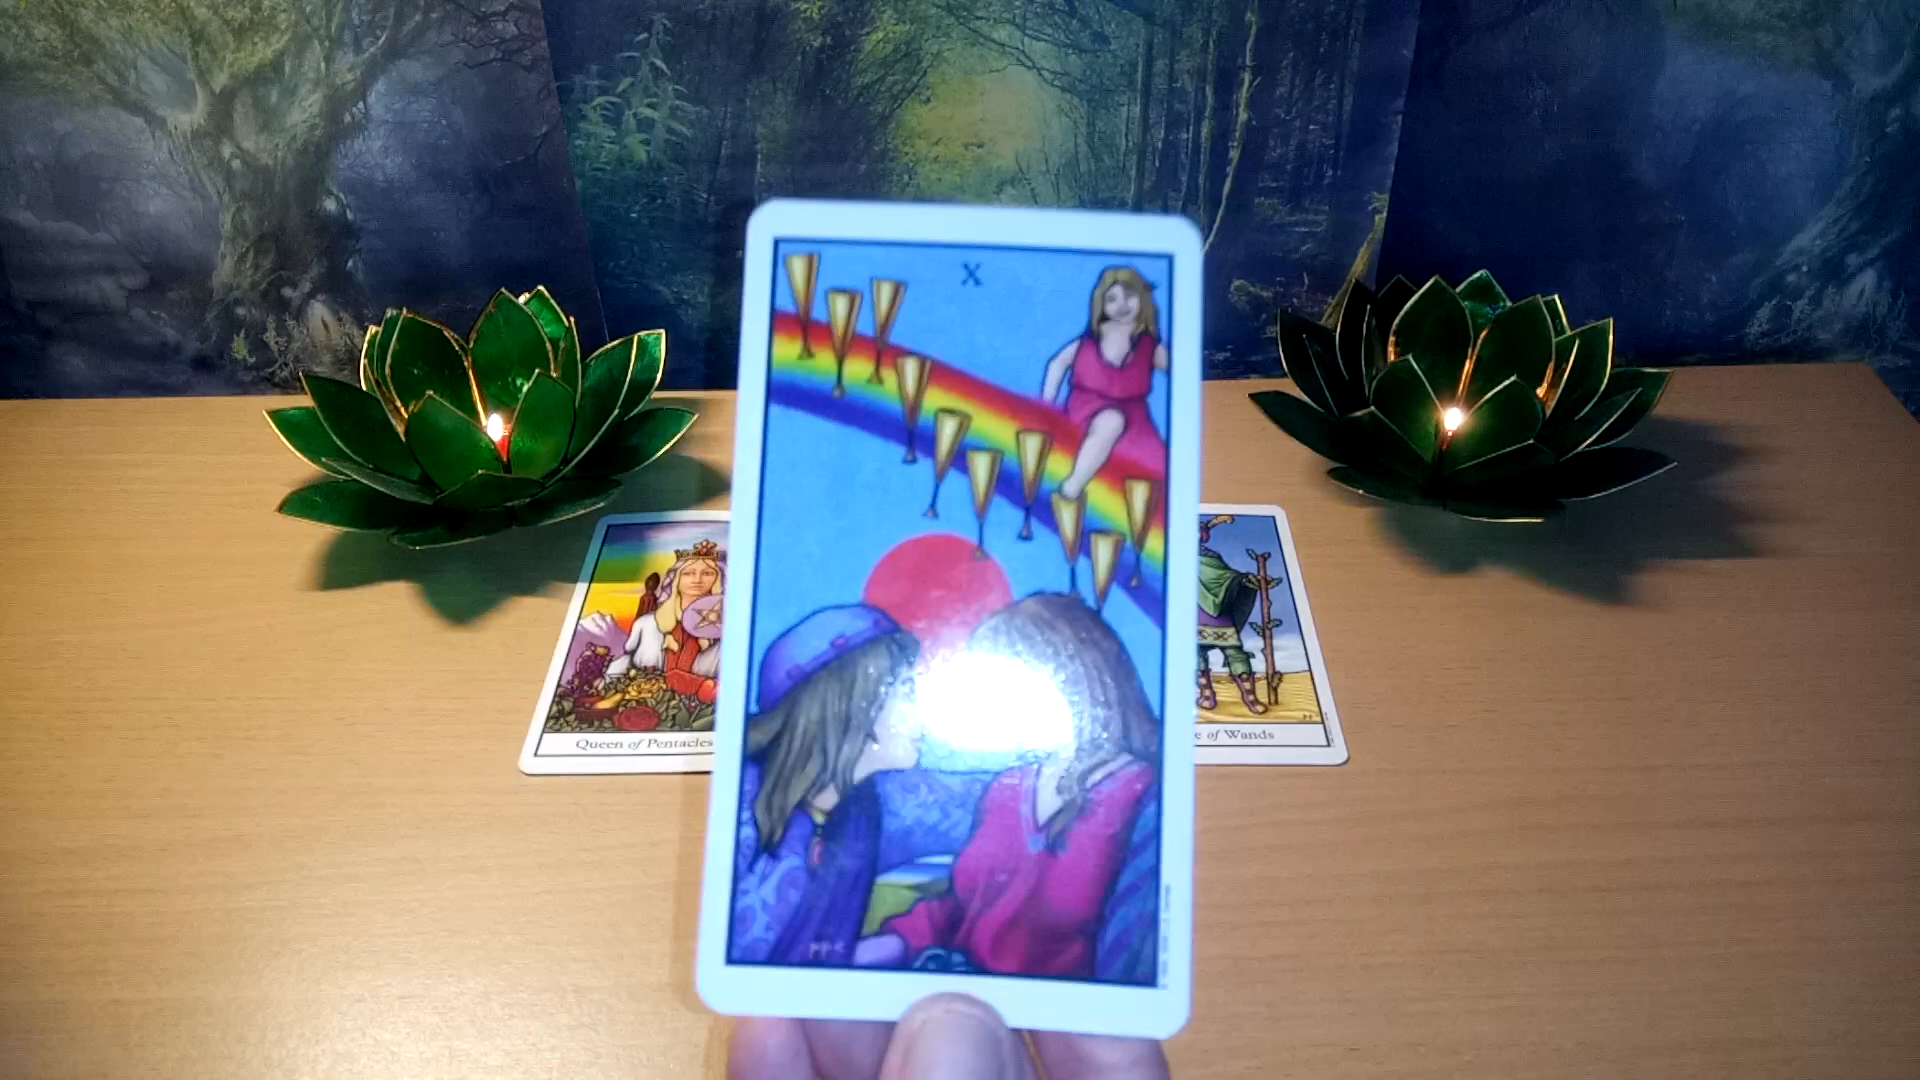 X
Queen of Pentacles
e of Wands